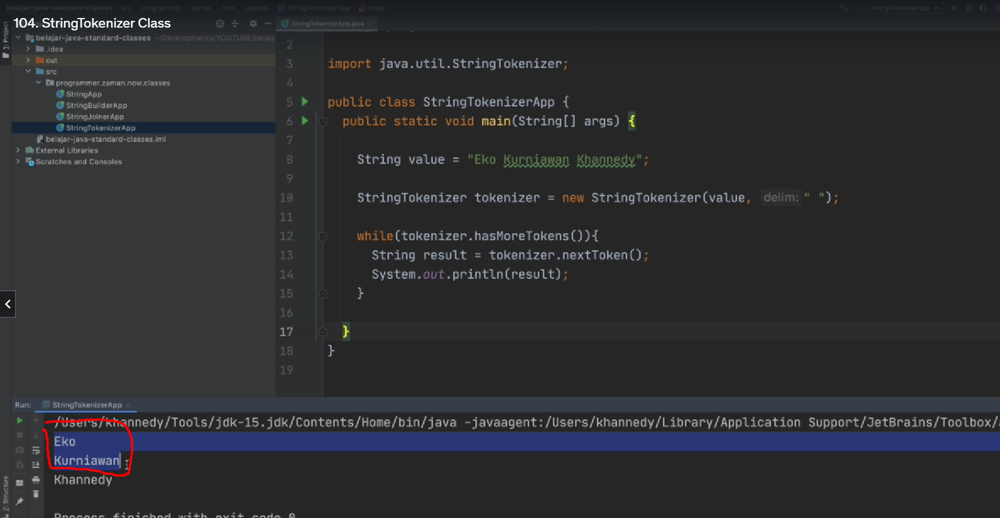 belajar-java-standard-classes src programmer zaman now classes StringTokenizerApp main
StringTokenizerApp
104. StringTokenizer Class
1: Project
belajar-java-standard-classes ~/Developments/YOUTUBE/belaja
.idea
out
src
programmer.zaman.now.classes
StringApp
StringBuilderApp
StringJoinerApp
StringTokenizerApp
belajar-java-standard-classes.iml
External Libraries
Scratches and Consoles
StringTokenizerApp.java
2
3 import java.util.StringTokenizer;
4
5 public class StringTokenizerApp {
6 public static void main(String[] args) {
7
8 String value = "Eko Kurniawan Khannedy";
9
10 StringTokenizer tokenizer = new StringTokenizer(value, delim: " ");
11
12 while(tokenizer.hasMoreTokens()){
13 String result = tokenizer.nextToken();
14 System.out.println(result);
15 }
16
17 }
18 }
19
Run: StringTokenizerApp
/Users/khannedy/Tools/jdk-15.jdk/Contents/Home/bin/java -javaagent:/Users/khannedy/Library/Application Support/JetBrains/Toolbox/
Eko
Kurniawan
Khannedy
Process finished with exit code 0
Z: Structure